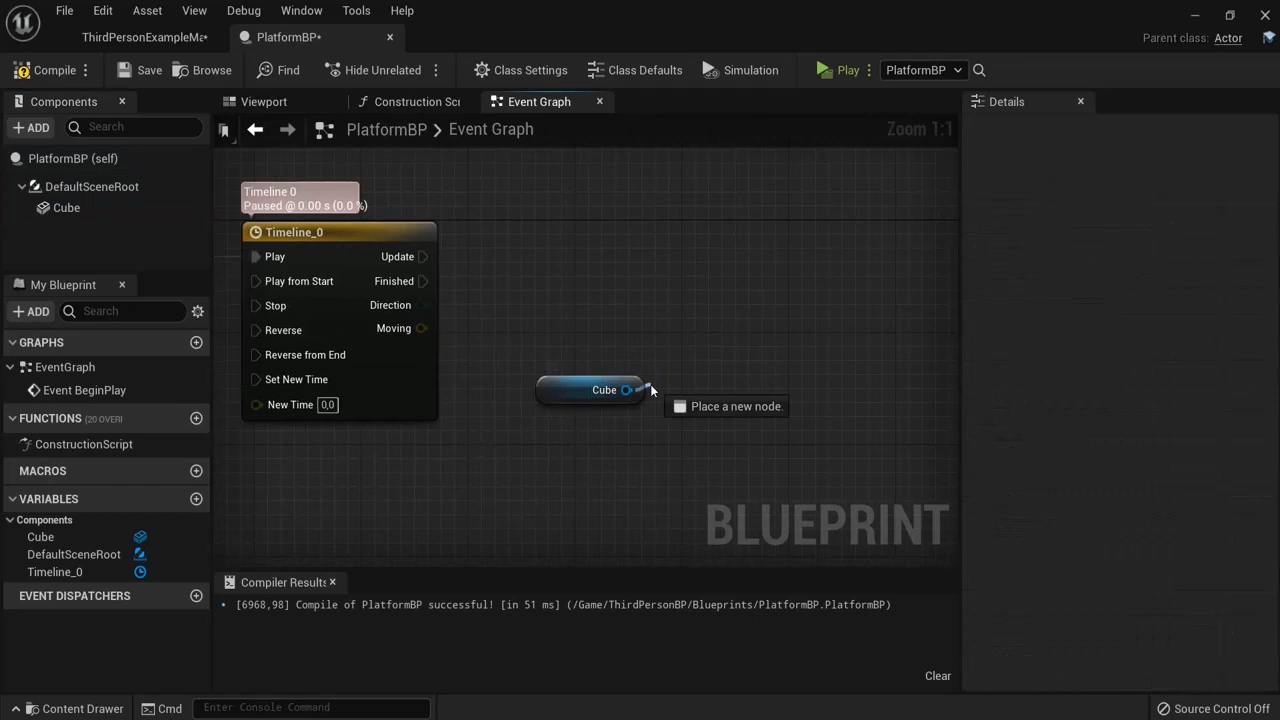 File Edit Asset View Debug Window Tools Help
ThirdPersonExampleMa*
PlatformBP*
Parent class: Actor
Compile Save Browse Find Hide Unrelated Class Settings Class Defaults Simulation Play PlatformBP
Components
Viewport Construction Scri Event Graph
Details
ADD Search
PlatformBP Event Graph
Zoom 1:1
PlatformBP (self)
DefaultSceneRoot
Cube
Timeline 0
Paused @ 0.00 s (0.0 %)
Timeline_0
Play Update
Play from Start Finished
Stop Direction
Reverse Moving
Reverse from End
Set New Time
New Time 0,0
Cube
Place a new node.
BLUEPRINT
My Blueprint
ADD Search
GRAPHS
EventGraph
Event BeginPlay
FUNCTIONS (20 OVERI
ConstructionScript
MACROS
VARIABLES
Components
Cube
DefaultSceneRoot
Timeline_0
EVENT DISPATCHERS
Compiler Results
[6968,98] Compile of PlatformBP successful! [in 51 ms] (/Game/ThirdPersonBP/Blueprints/PlatformBP.PlatformBP)
Clear
Content Drawer Cmd Enter Console Command Source Control Off